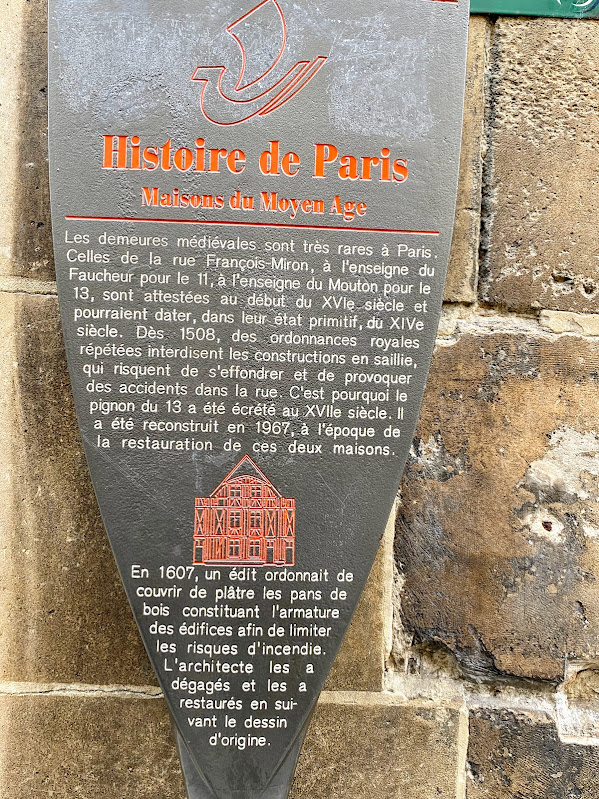 Histoire de Paris
Maisons du Moyen Age
Les demeures médiévales sont très rares à Paris.
Celles de la rue François-Miron, à l'enseigne du
Faucheur pour le 11, à l'enseigne du Mouton pour le
13, sont attestées au début du XVIe siècle et
pourraient dater, dans leur état primitif, du XIVe
siècle. Dès 1508, des ordonnances royales
répétées interdisent les constructions en saillie,
qui risquent de s'effondrer et de provoquer
des accidents dans la rue. C'est pourquoi le
pignon du 13 a été écrêté au XVIIe siècle. Il
a été reconstruit en 1967, à l'époque de
la restauration de ces deux maisons.
En 1607, un édit ordonnait de
couvrir de plâtre les pans de
bois constituant l'armature
des édifices afin de limiter
les risques d'incendie.
L'architecte les a
dégagés et les a
restaurés en sui-
vant le dessin
d'origine.